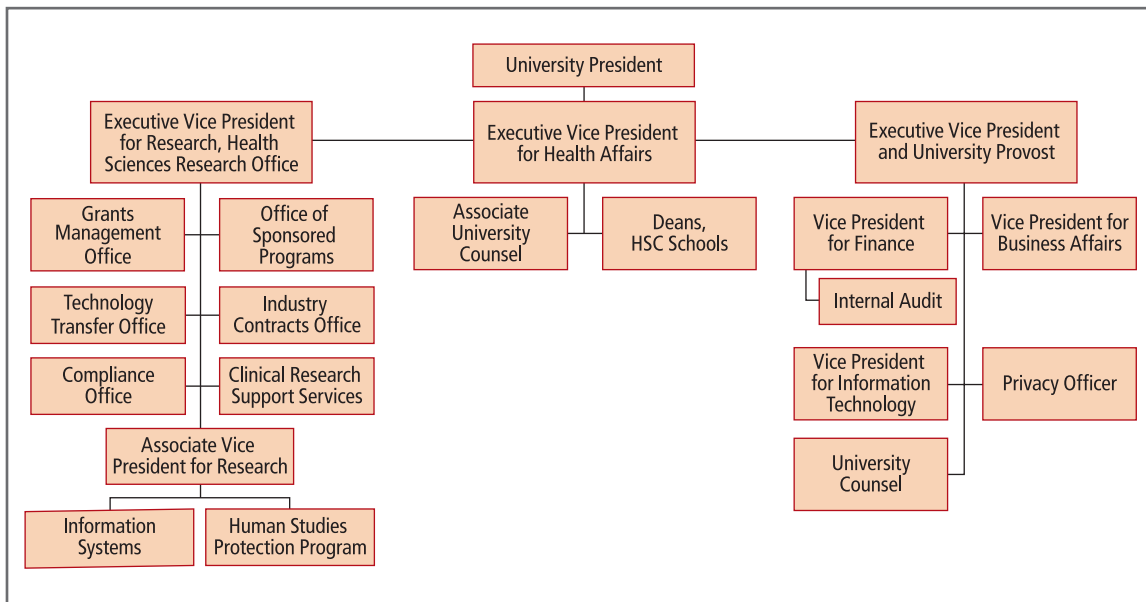 University President
Executive Vice President
for Research, Health
Sciences Research Office
Executive Vice President
for Health Affairs
Executive Vice President
and University Provost
Grants
Management
Office
Office of
Sponsored
Programs
Associate
University
Counsel
Deans,
HSC Schools
Vice President
for Finance
Vice President for
Business Affairs
Internal Audit
Technology
Transfer Office
Industry
Contracts Office
Compliance
Office
Clinical Research
Support Services
Vice President
for Information
Technology
Privacy Officer
Associate Vice
President for Research
University
Counsel
Information
Systems
Human Studies
Protection Program